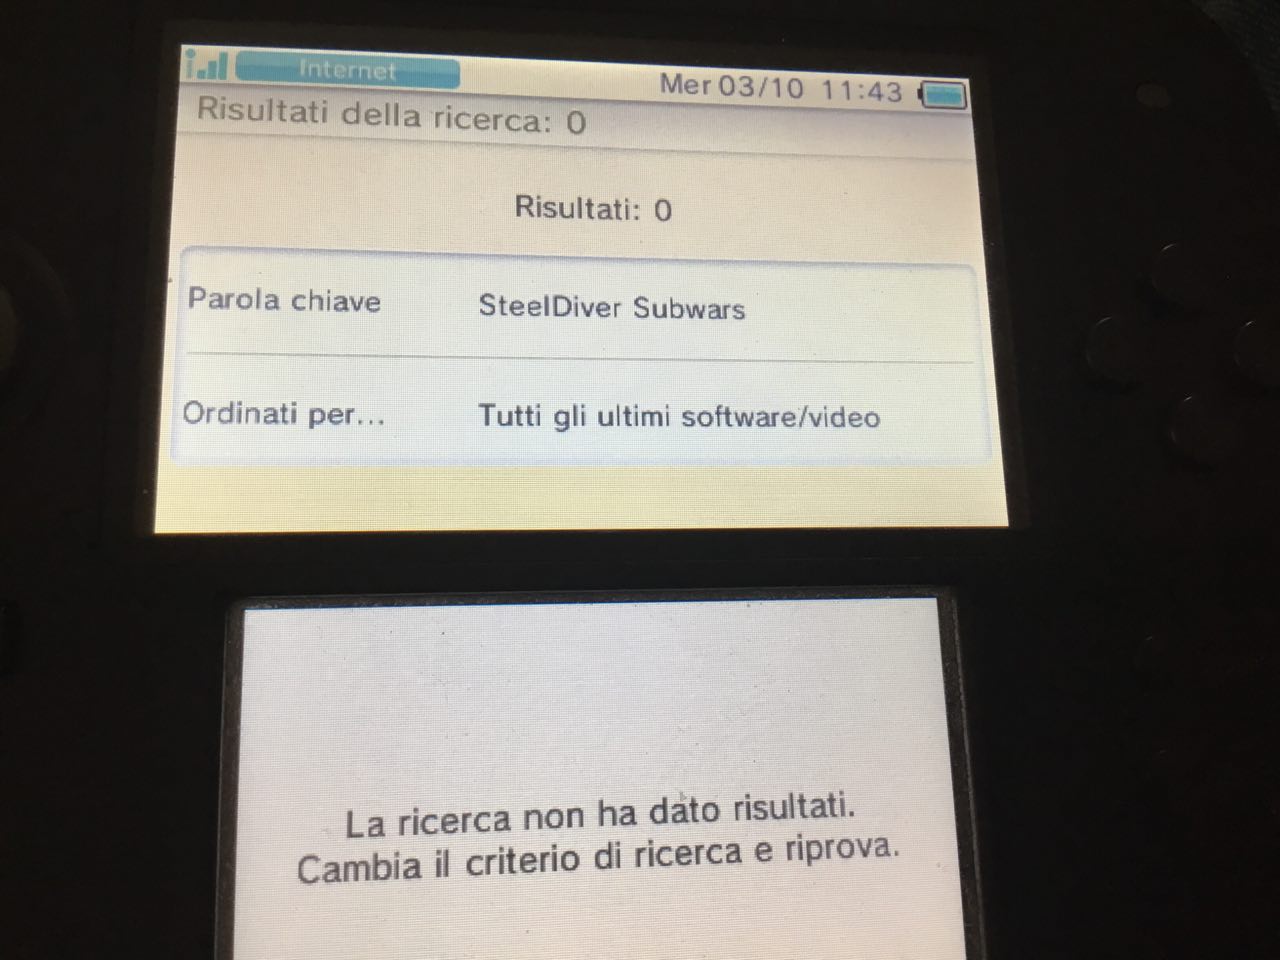 Internet
Mer 03/10 11:43
Risultati della ricerca: 0
Risultati: 0
Parola chiave SteelDiver Subwars
Ordinati per... Tutti gli ultimi software/video
La ricerca non ha dato risultati.
Cambia il criterio di ricerca e riprova.